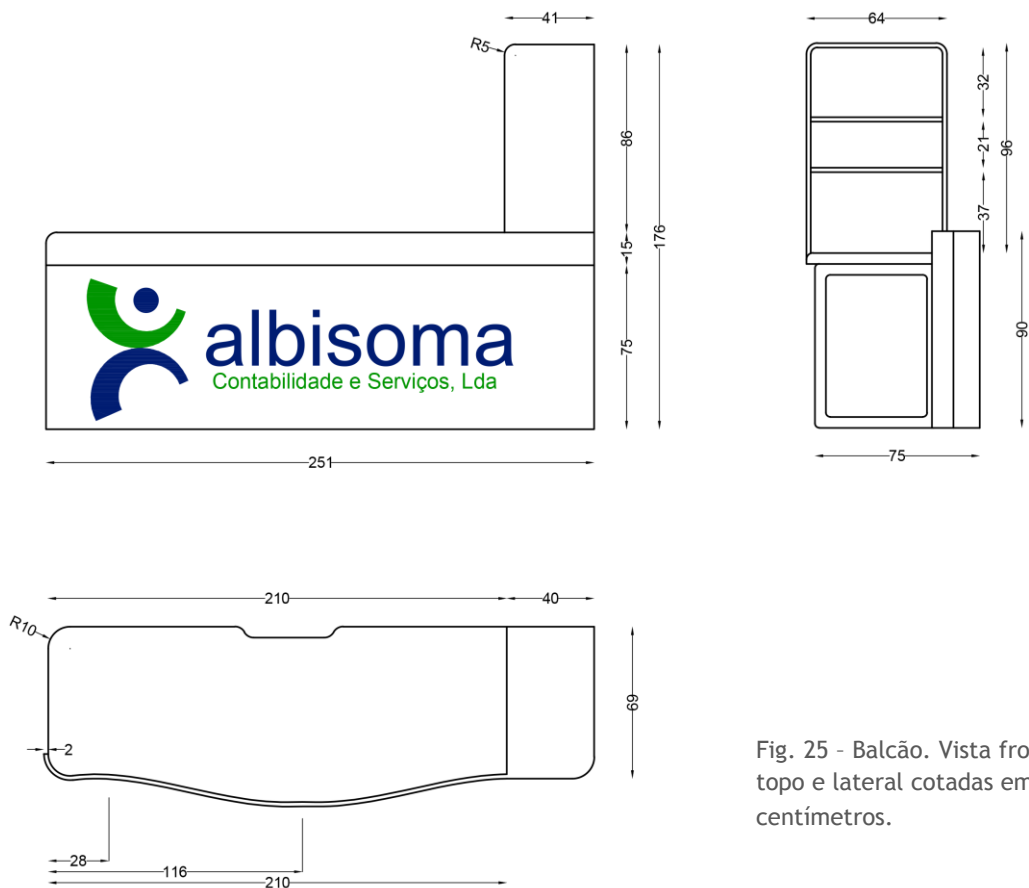 41
64
R5
86
32
21
96
37
176
15
albisoma
Contabilidade e Serviços, Lda
75
90
251
75
210
40
R10
69
2
Fig. 25 – Balcão. Vista fro
topo e lateral cotadas em
centímetros.
28
116
210